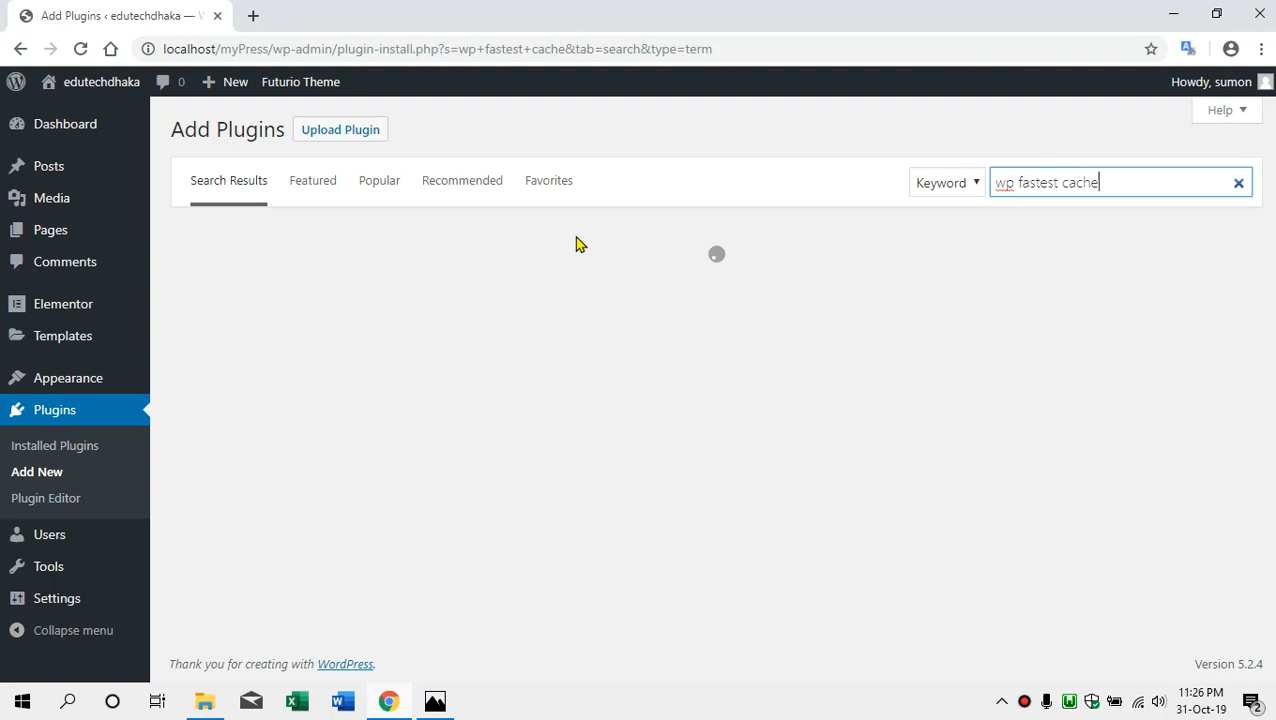 Add Plugins ‹ edutechdhaka — W
localhost/myPress/wp-admin/plugin-install.php?s=wp+fastest+cache&tab=search&type=term
edutechdhaka 0 New Futurio Theme Howdy, sumon
Help ▼
Dashboard
Posts
Media
Pages
Comments
Elementor
Templates
Appearance
Plugins
Installed Plugins
Add New
Plugin Editor
Users
Tools
Settings
Collapse menu
Add Plugins Upload Plugin
Search Results Featured Popular Recommended Favorites Keyword ▼ wp fastest cache
Thank you for creating with WordPress. Version 5.2.4
11:26 PM
31-Oct-19
2